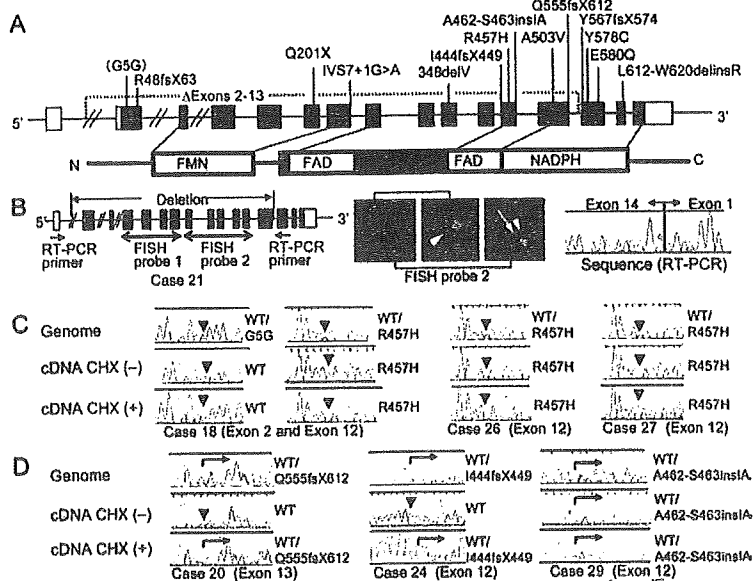 A
Q555fsX612
A462-S463insIA
Y567fsX574
R457H
A503V
Y578C
Q201X
I444fsX449
E580Q
(G5G)
R48fsX63
IVS7+1G>A
348delV
L612-W620delinsR
ΔExons 2-13
5'
3'
N
FMN
FAD
FAD
NADPH
C
B
Deletion
5'
3'
RT-PCR primer
FISH probe 1
FISH probe 2
RT-PCR primer
Case 21
FISH probe 2
Exon 14
Exon 1
Sequence (RT-PCR)
C
Genome
WT/ G5G
WT/ R457H
WT/ R457H
WT/ R457H
cDNA CHX (–)
WT
R457H
R457H
R457H
cDNA CHX (+)
WT
R457H
R457H
R457H
Case 18 (Exon 2 and Exon 12)
Case 26 (Exon 12)
Case 27 (Exon 12)
D
Genome
WT/ Q555fsX612
WT/ I444fsX449
WT/ A462-S463insIA
cDNA CHX (–)
WT
WT
WT/ A462-S463insIA
cDNA CHX (+)
WT/ Q555fsX612
WT/ I444fsX449
WT/ A462-S463insIA
Case 20 (Exon 13)
Case 24 (Exon 12)
Case 29 (Exon 12)